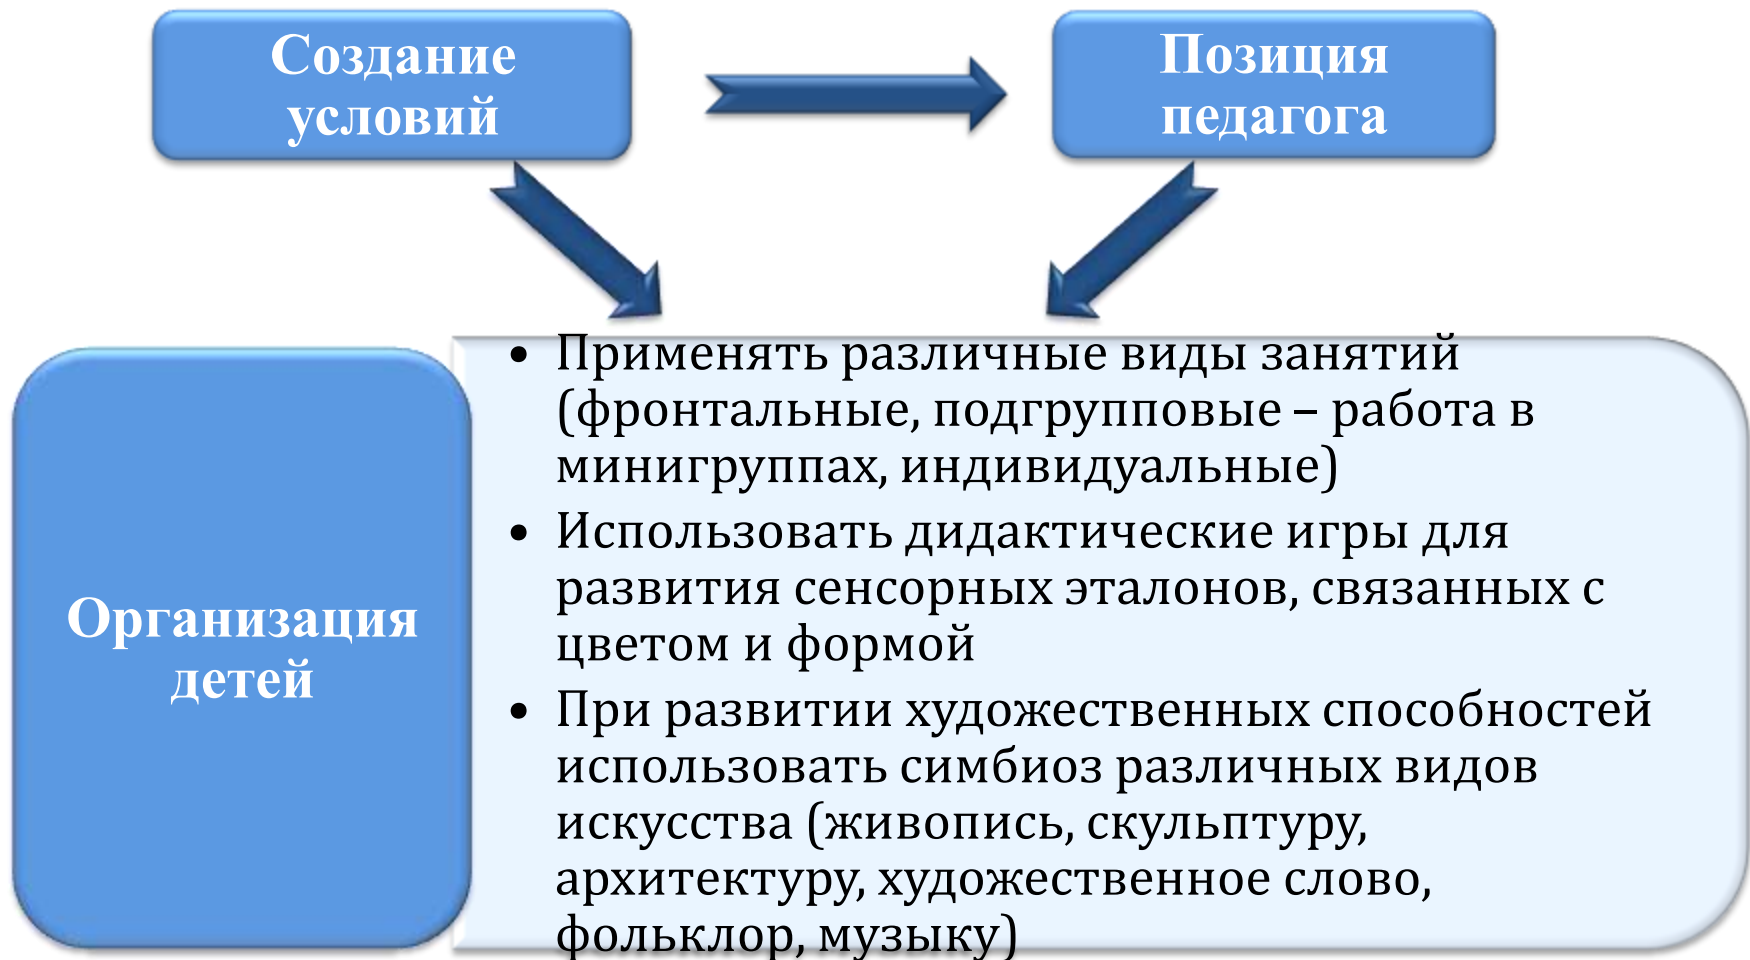 Создание
условий
Позиция
педагога
Организация
детей
• Применять различные виды занятий
(фронтальные, подгрупповые – работа в
минигруппах, индивидуальные)
• Использовать дидактические игры для
развития сенсорных эталонов, связанных с
цветом и формой
• При развитии художественных способностей
использовать симбиоз различных видов
искусства (живопись, скульптуру,
архитектуру, художественное слово,
фольклор, музыку)